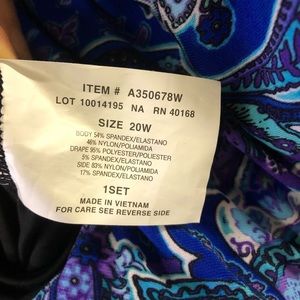 ITEM # A350678W
LOT 10014195 NA RN 40168
SIZE 20W
BODY 54% SPANDEX/ELASTANO
46% NYLON/POLIAMIDA
DRAPE 95% POLYESTER/POLIESTER
5% SPANDEX/ELASTANO
SIDE 83% NYLON/POLIAMIDA
17% SPANDEX/ELASTANO
1SET
MADE IN VIETNAM
FOR CARE SEE REVERSE SIDE